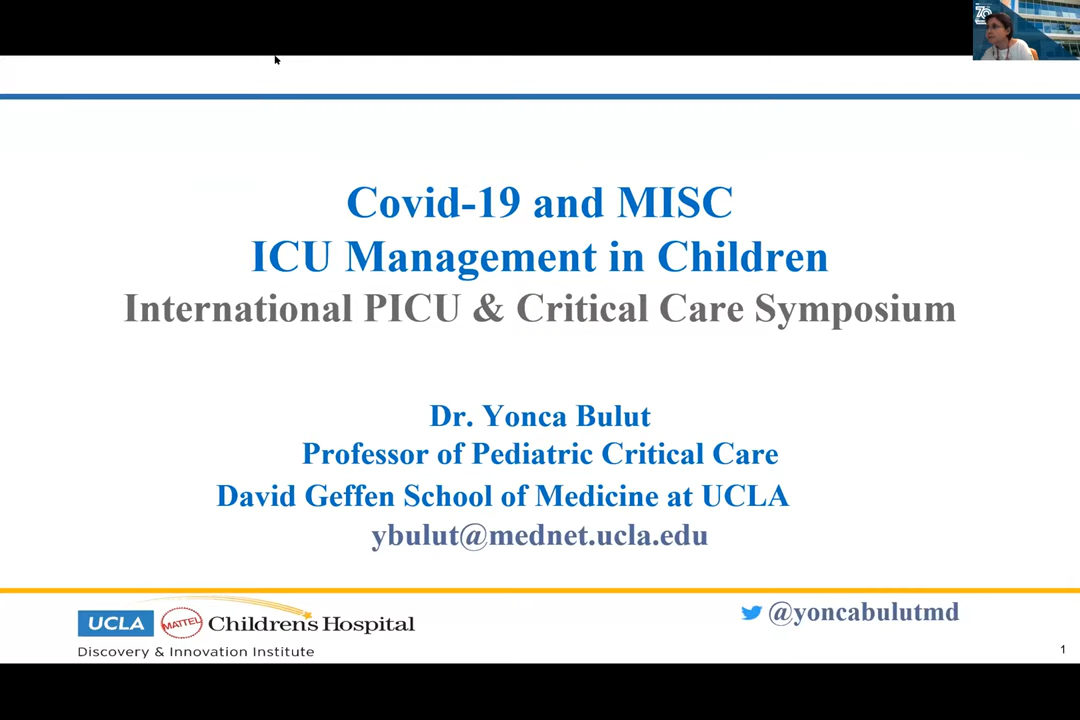 Covid-19 and MISC
ICU Management in Children
International PICU & Critical Care Symposium
Dr. Yonca Bulut
Professor of Pediatric Critical Care
David Geffen School of Medicine at UCLA
ybulut@mednet.ucla.edu
UCLA MATTEL Childrens Hospital
Discovery & Innovation Institute
@yoncabulutmd
1